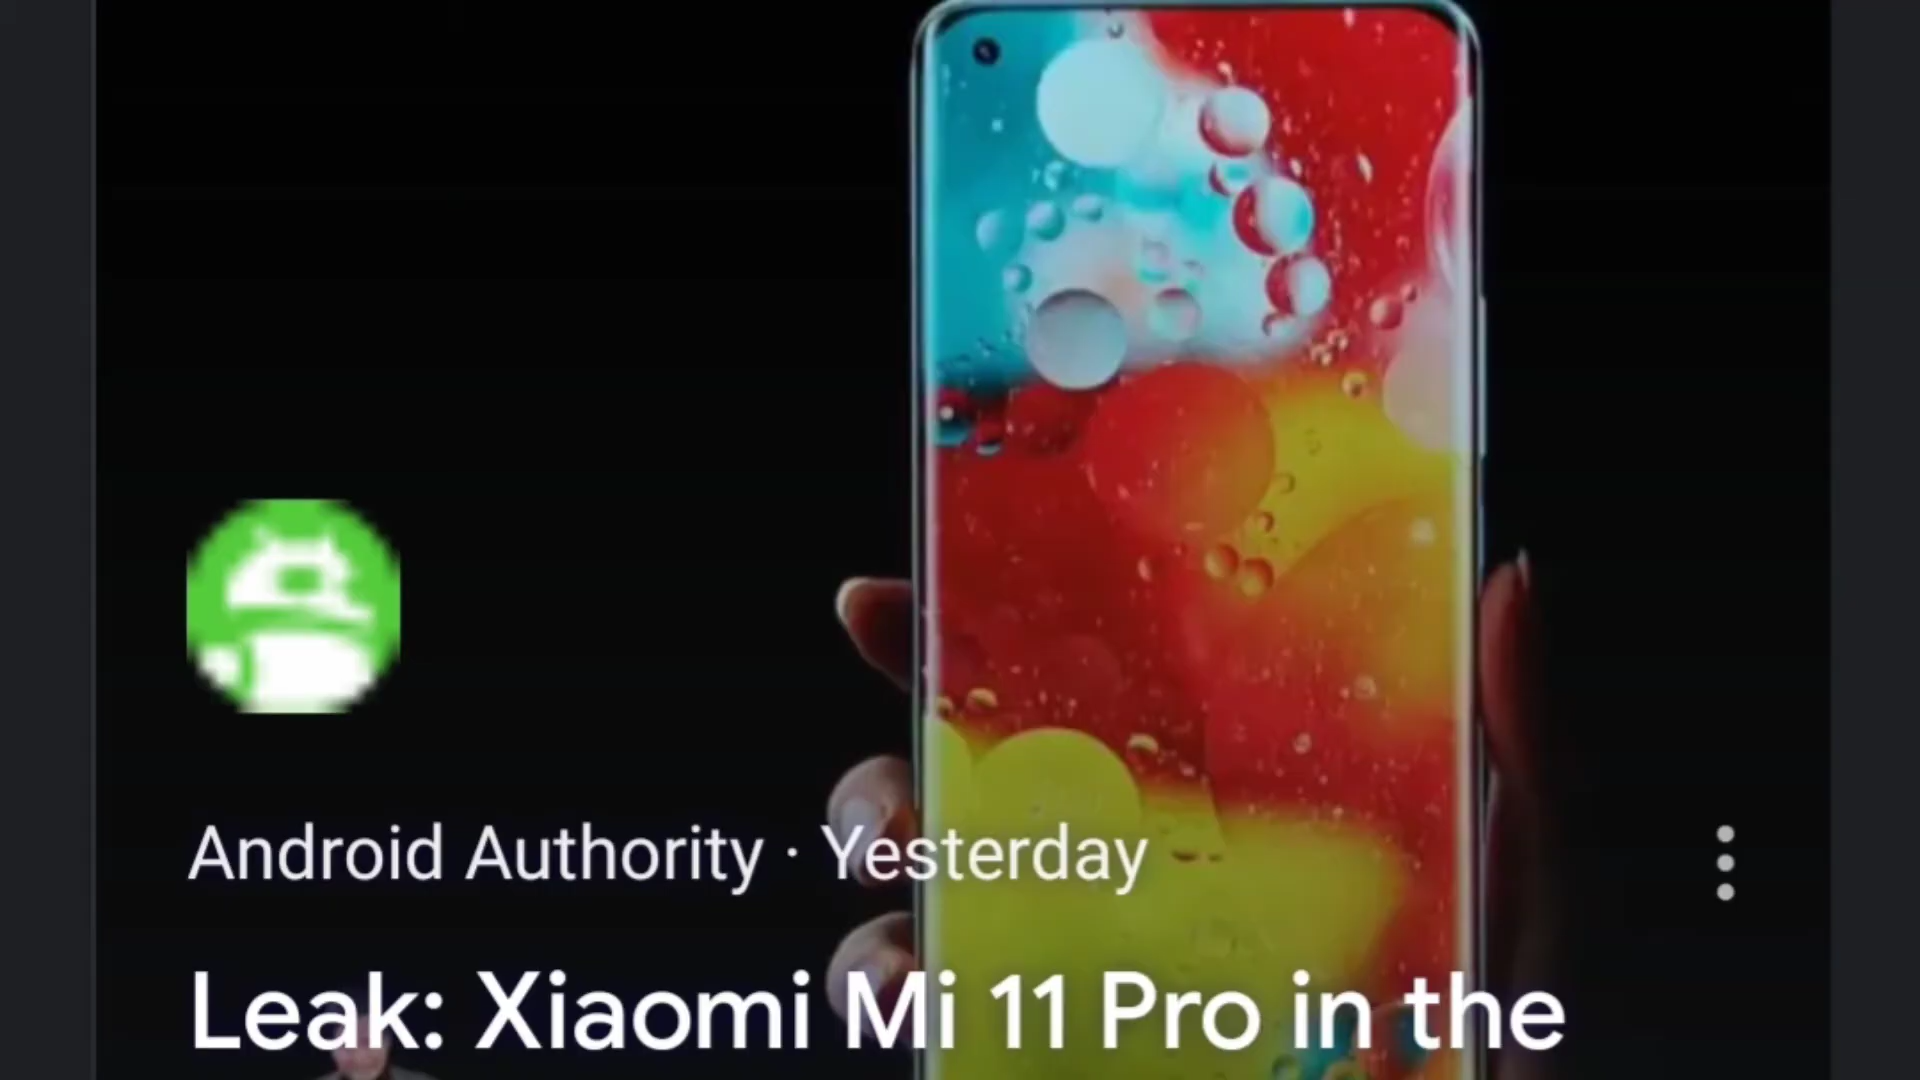 Android Authority · Yesterday
Leak: Xiaomi Mi 11 Pro in the